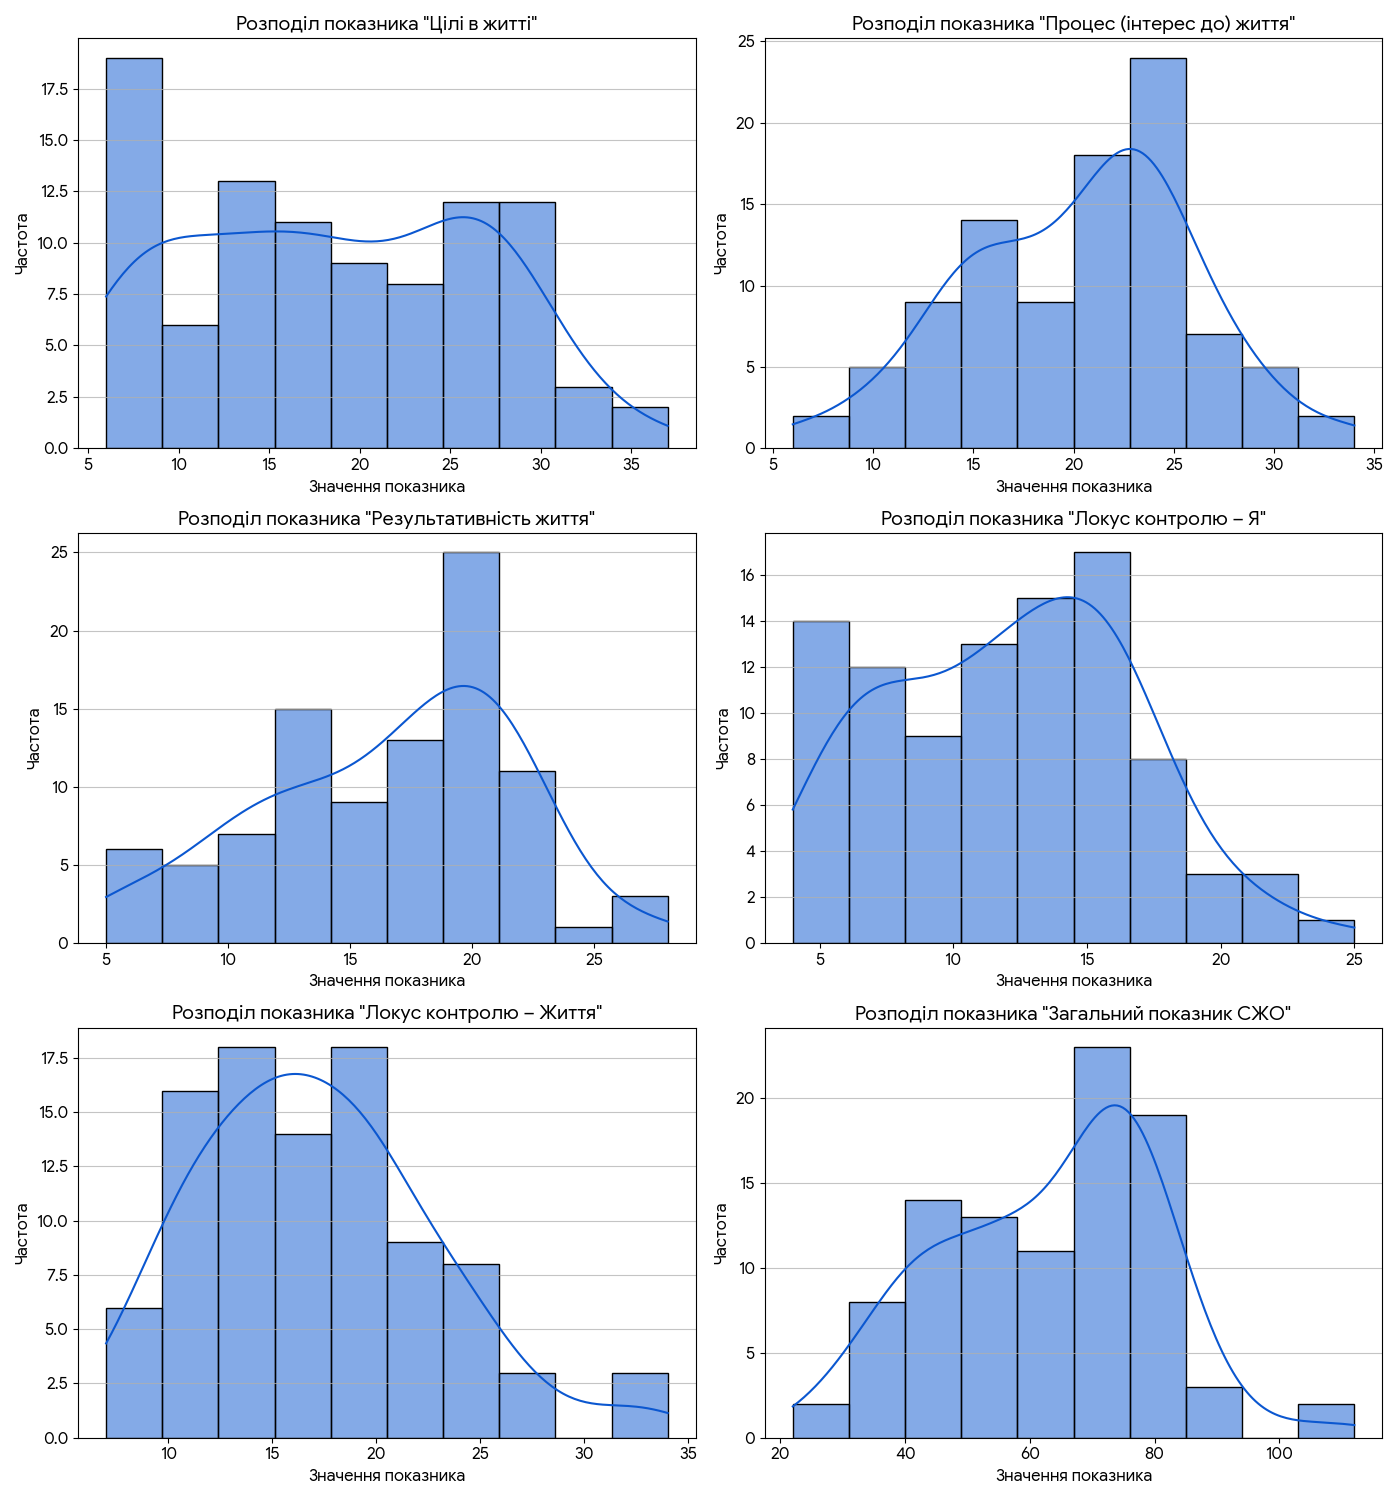 Розподіл показника "Цілі в житті"
Частота
17.5
15.0
12.5
10.0
7.5
5.0
2.5
0.0
5 10 15 20 25 30 35
Значення показника
Розподіл показника "Процес (інтерес до) життя"
Частота
25
20
15
10
5
0
5 10 15 20 25 30 35
Значення показника
Розподіл показника "Результативність життя"
Частота
25
20
15
10
5
0
5 10 15 20 25
Значення показника
Розподіл показника "Локус контролю – Я"
Частота
16
14
12
10
8
6
4
2
0
5 10 15 20 25
Значення показника
Розподіл показника "Локус контролю – Життя"
Частота
17.5
15.0
12.5
10.0
7.5
5.0
2.5
0.0
10 15 20 25 30 35
Значення показника
Розподіл показника "Загальний показник СЖО"
Частота
20
15
10
5
0
20 40 60 80 100
Значення показника